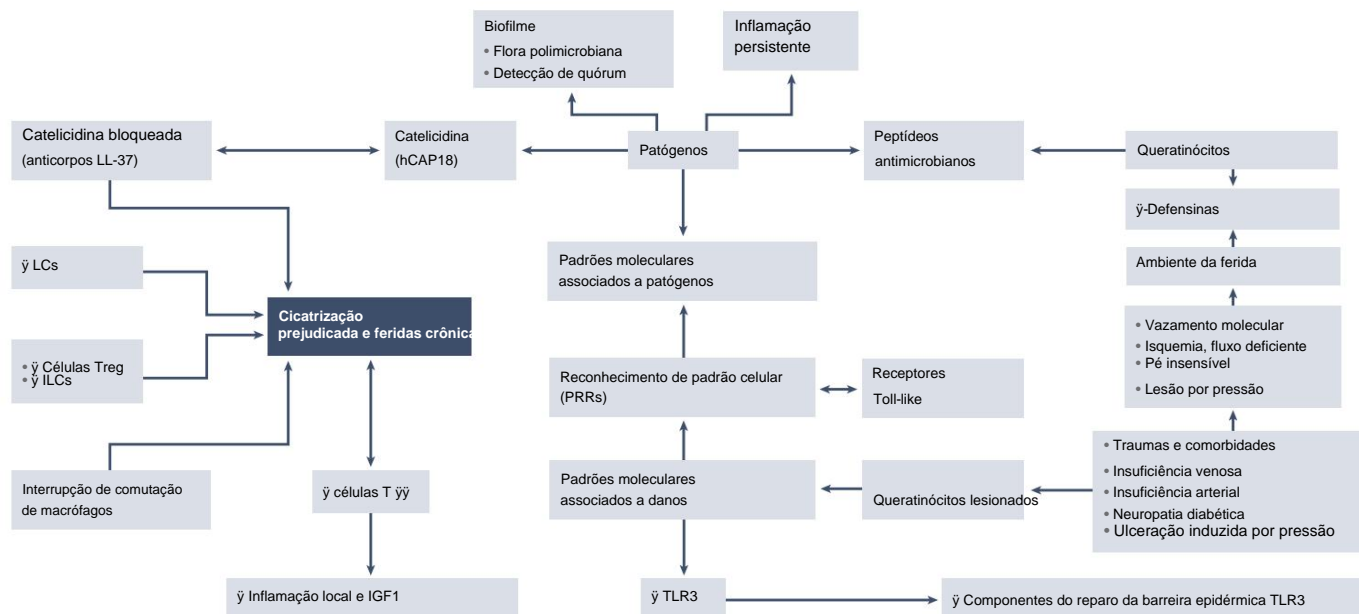 Biofilme
• Flora polimicrobiana
• Detecção de quórum
Inflamação
persistente
Catelicidina bloqueada
(anticorpos LL-37)
Catelicidina
(hCAP18)
Patógenos
Peptídeos
antimicrobianos
Queratinócitos
ÿ-Defensinas
ÿ LCs
Padrões moleculares
associados a patógenos
Ambiente da ferida
Cicatrização
prejudicada e feridas crônica
• Vazamento molecular
• Isquemia, fluxo deficiente
• Pé insensível
• Lesão por pressão
• ÿ Células Treg
• ÿ ILCs
Reconhecimento de padrão celular
(PRRs)
Receptores
Toll-like
• Traumas e comorbidades
• Insuficiência venosa
• Insuficiência arterial
• Neuropatia diabética
• Ulceração induzida por pressão
Interrupção de comutação
de macrófagos
ÿ células T ÿÿ
Padrões moleculares
associados a danos
Queratinócitos lesionados
ÿ Inflamação local e IGF1
ÿ TLR3
ÿ Componentes do reparo da barreira epidérmica TLR3